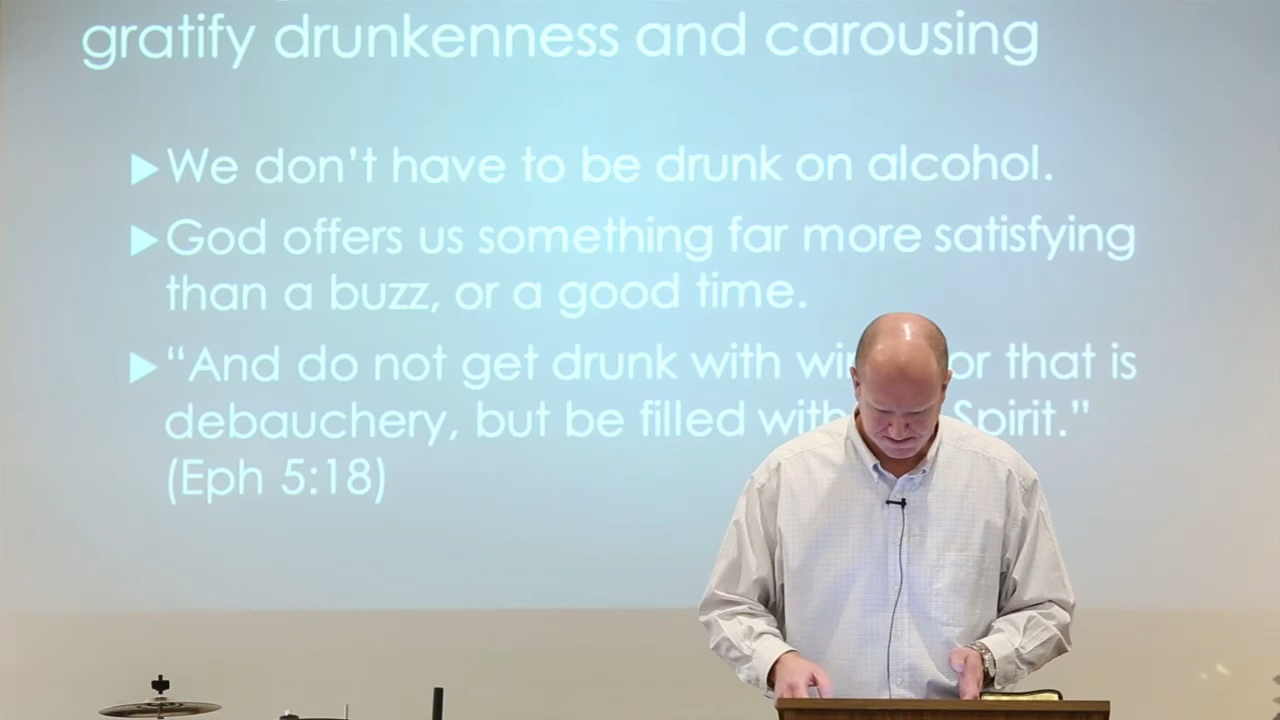 gratify drunkenness and carousing
We don't have to be drunk on alcohol.
God offers us something far more satisfying
than a buzz, or a good time.
“And do not get drunk with or that is
debauchery, but be filled with Spirit.”
(Eph 5:18)